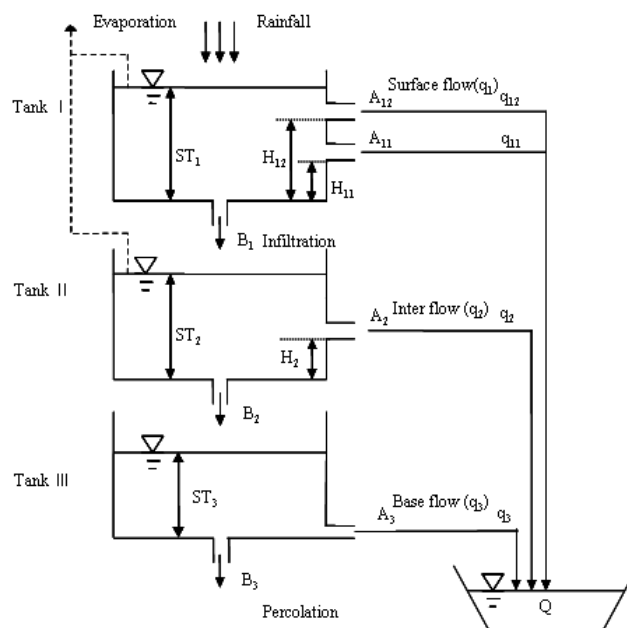 Evaporation Rainfall
Tank I
A12 Surface flow(q1) q12
A11 q11
ST1
H12
H11
B1 Infiltration
Tank II
A2 Inter flow (q2) q2
ST2
H2
B2
Tank III
ST3
A3 Base flow (q3) q3
B3
Percolation
Q